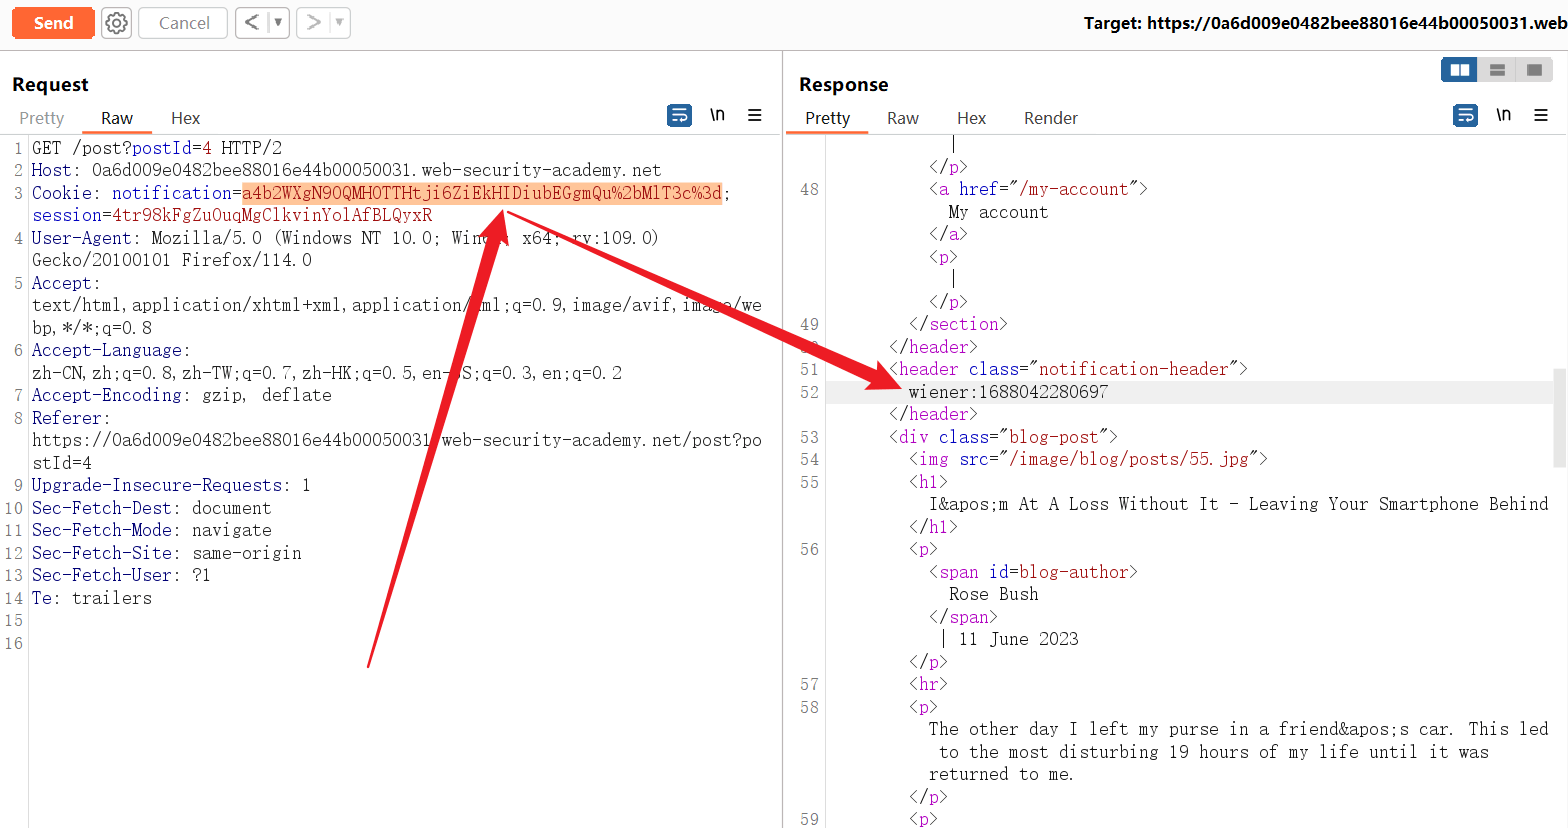 Send
Cancel
Target: https://0a6d009e0482bee88016e44b00050031.web
Request
Pretty Raw Hex
\n
1 GET /post?postId=4 HTTP/2
2 Host: 0a6d009e0482bee88016e44b00050031.web-security-academy.net
3 Cookie: notification=a4b2WXgN90QMHOTTHtji6ZiEkHIDiubEGgmQu%2bMlT3c%3d;
session=4tr98kFgZuOuqMgClkvinYolAfBLQyxR
4 User-Agent: Mozilla/5.0 (Windows NT 10.0; x64; rv:109.0)
Gecko/20100101 Firefox/114.0
5 Accept:
text/html,application/xhtml+xml,application/xml;q=0.9,image/avif,image/we
bp,*/*;q=0.8
6 Accept-Language:
zh-CN,zh;q=0.8,zh-TW;q=0.7,zh-HK;q=0.5,en-US;q=0.3,en;q=0.2
7 Accept-Encoding: gzip, deflate
8 Referer:
https://0a6d009e0482bee88016e44b00050031.web-security-academy.net/post?po
stId=4
9 Upgrade-Insecure-Requests: 1
10 Sec-Fetch-Dest: document
11 Sec-Fetch-Mode: navigate
12 Sec-Fetch-Site: same-origin
13 Sec-Fetch-User: ?1
14 Te: trailers
15
16
Response
Pretty Raw Hex Render
\n
|
</p>
48 <a href="/my-account">
My account
</a>
<p>
|
</p>
49 </section>
</header>
51 <header class="notification-header">
52 wiener:1688042280697
</header>
53 <div class="blog-post">
54 <img src="/image/blog/posts/55.jpg">
55 <h1>
I&apos;m At A Loss Without It - Leaving Your Smartphone Behind
</h1>
56 <p>
<span id=blog-author>
Rose Bush
</span>
| 11 June 2023
</p>
57 <hr>
58 <p>
The other day I left my purse in a friend&apos;s car. This led
to the most disturbing 19 hours of my life until it was
returned to me.
</p>
59 <p>